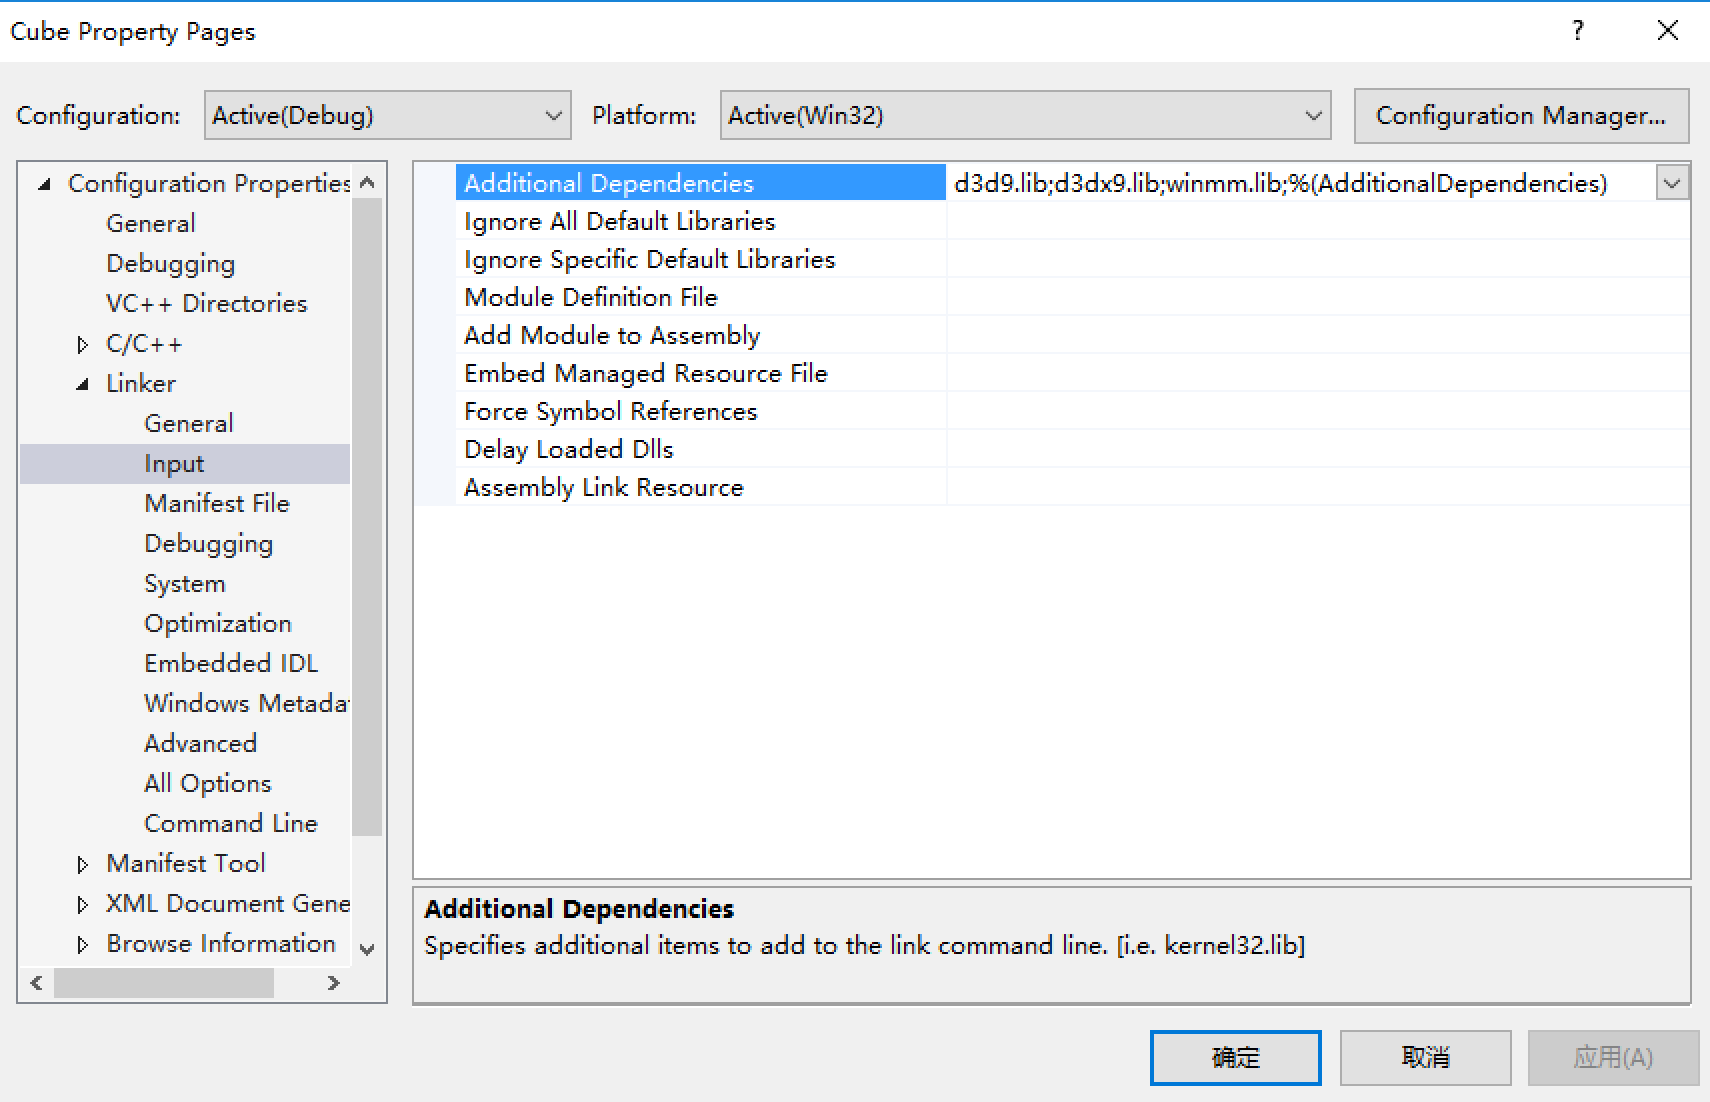 Cube Property Pages
?
Configuration: Active(Debug) Platform: Active(Win32) Configuration Manager...
Configuration Properties
General
Debugging
VC++ Directories
C/C++
Linker
General
Input
Manifest File
Debugging
System
Optimization
Embedded IDL
Windows Metada
Advanced
All Options
Command Line
Manifest Tool
XML Document Gene
Browse Information
Additional Dependencies d3d9.lib;d3dx9.lib;winmm.lib;%(AdditionalDependencies)
Ignore All Default Libraries
Ignore Specific Default Libraries
Module Definition File
Add Module to Assembly
Embed Managed Resource File
Force Symbol References
Delay Loaded Dlls
Assembly Link Resource
Additional Dependencies
Specifies additional items to add to the link command line. [i.e. kernel32.lib]
确定 取消 应用(A)